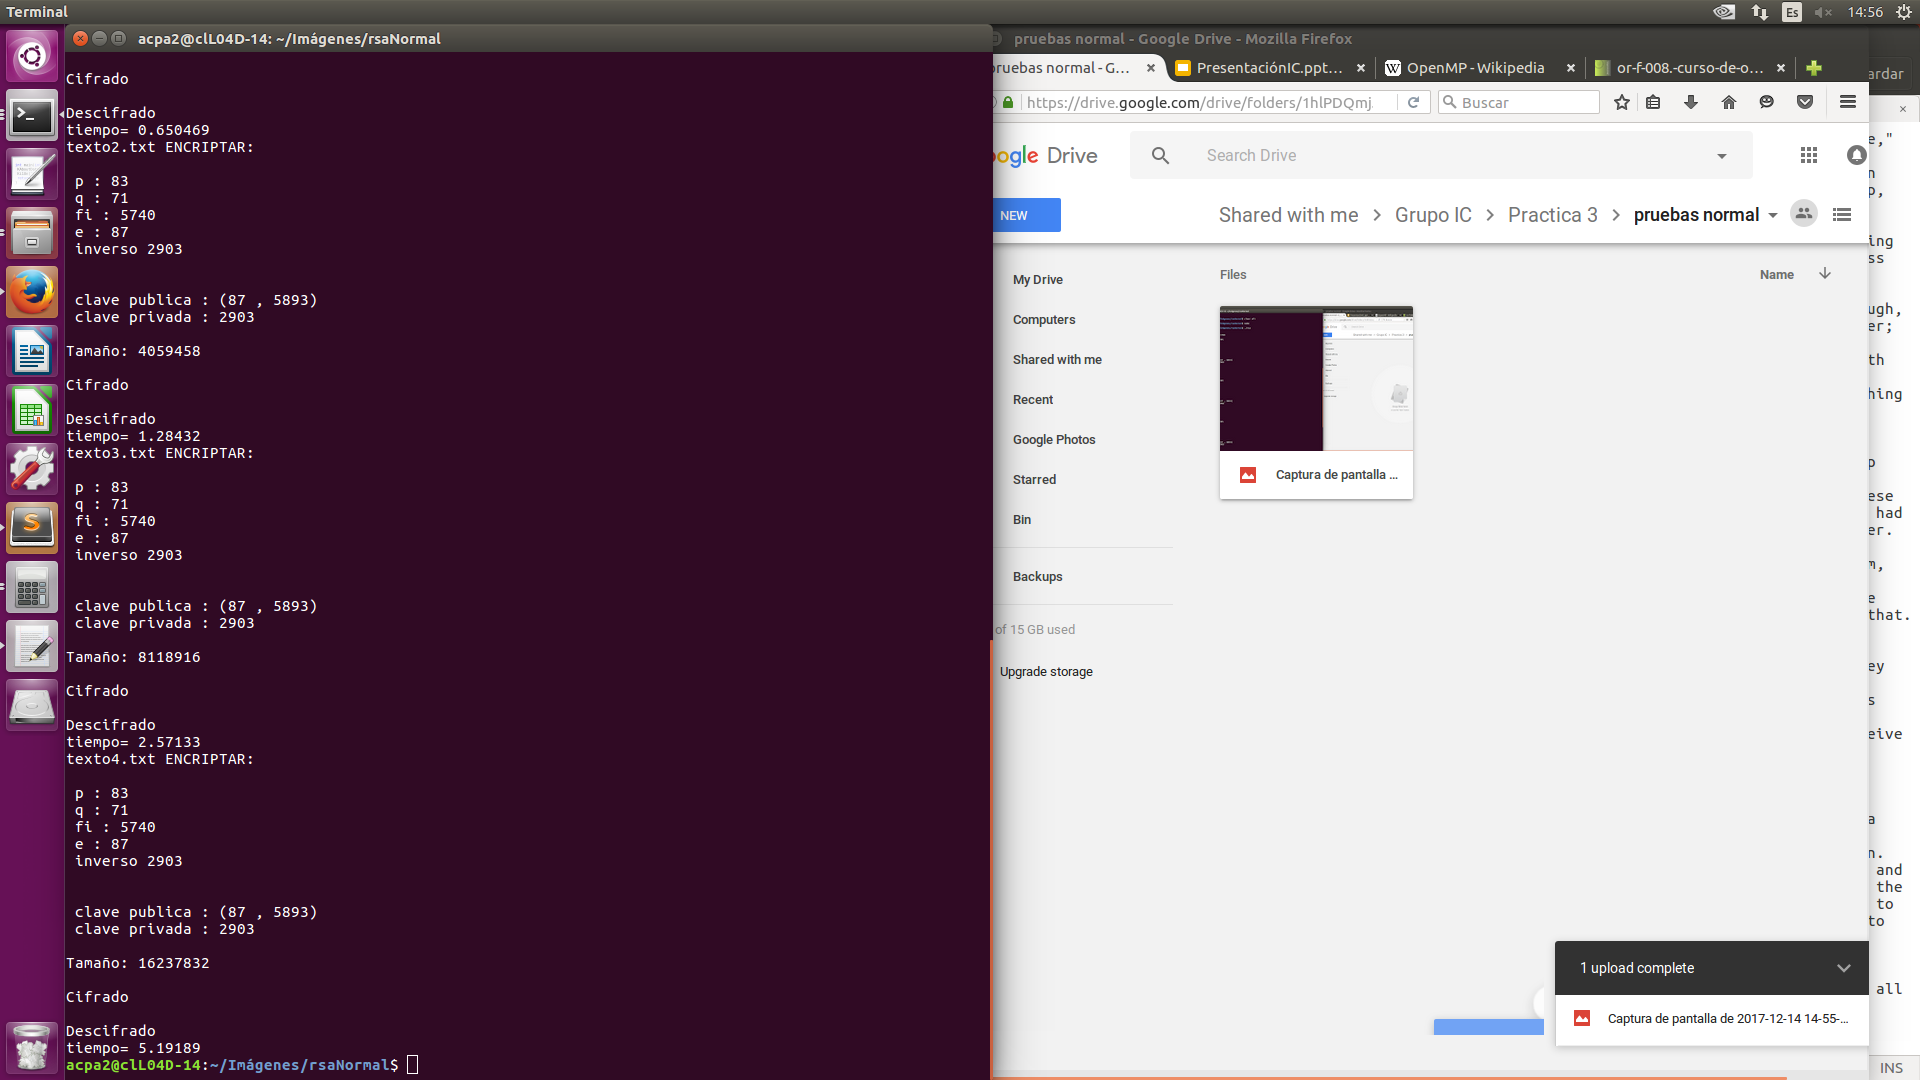 Terminal
Es
14:56
acpa2@clL04D-14: ~/Imágenes/rsaNormal
Cifrado
Descifrado
tiempo= 0.650469
texto2.txt ENCRIPTAR:
p : 83
q : 71
fi : 5740
e : 87
inverso 2903
clave publica : (87 , 5893)
clave privada : 2903
Tamaño: 4059458
Cifrado
Descifrado
tiempo= 1.28432
texto3.txt ENCRIPTAR:
p : 83
q : 71
fi : 5740
e : 87
inverso 2903
clave publica : (87 , 5893)
clave privada : 2903
Tamaño: 8118916
Cifrado
Descifrado
tiempo= 2.57133
texto4.txt ENCRIPTAR:
p : 83
q : 71
fi : 5740
e : 87
inverso 2903
clave publica : (87 , 5893)
clave privada : 2903
Tamaño: 16237832
Cifrado
Descifrado
tiempo= 5.19189
acpa2@clL04D-14:~/Imágenes/rsaNormal$
pruebas normal - Google Drive - Mozilla Firefox
pruebas normal - G...
PresentaciónIC.ppt...
OpenMP - Wikipedia
or-f-008.-curso-de-o...
https://drive.google.com/drive/folders/1hlPDQmj
Buscar
ogle Drive
Search Drive
NEW
Shared with me > Grupo IC > Practica 3 > pruebas normal
My Drive
Computers
Shared with me
Recent
Google Photos
Starred
Bin
Backups
of 15 GB used
Upgrade storage
Files
Name
Captura de pantalla ...
1 upload complete
Captura de pantalla de 2017-12-14 14-55-...
ardar
e,"
n
p,
ing
ss
ugh,
er;
th
hing
p
ese
had
er.
m,
e
that.
ey
s
eive
a
n.
and
the
to
to
all
INS